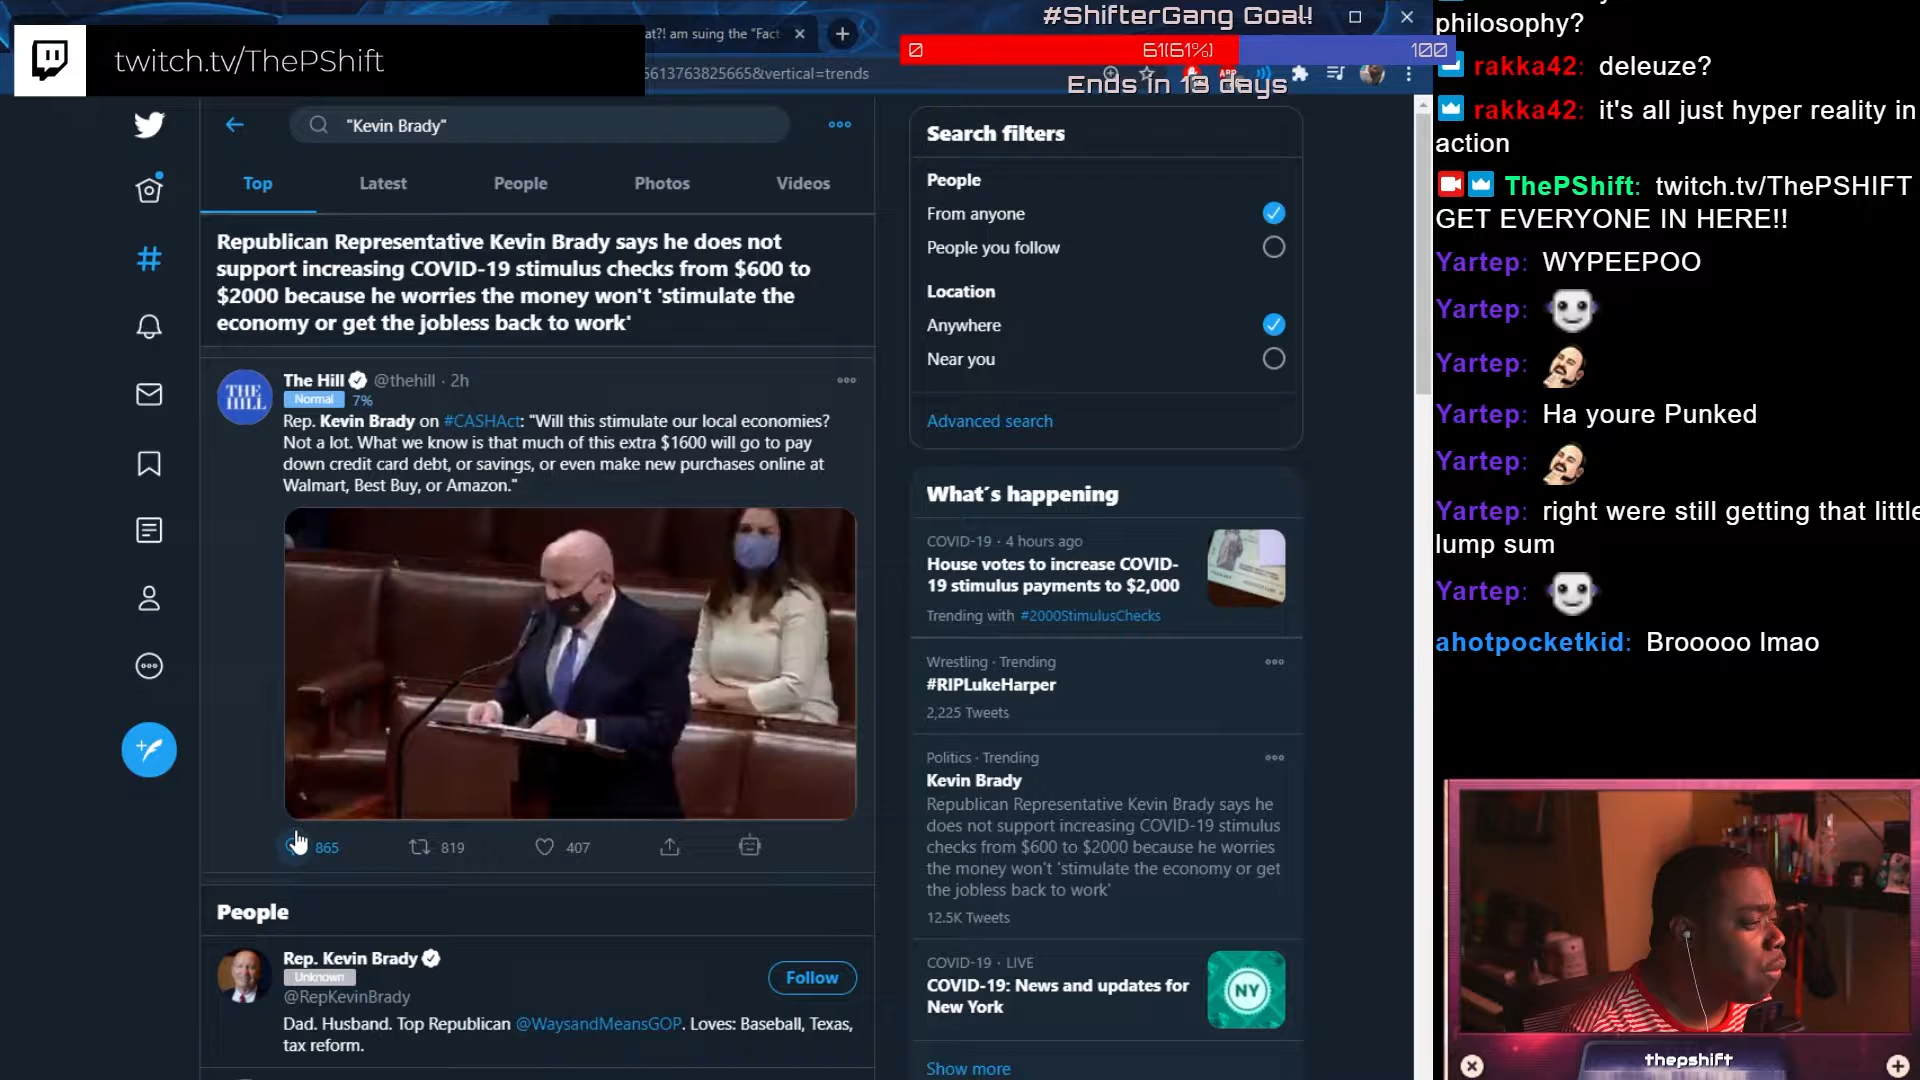 #ShifterGang Goal!
at?! am suing the "Fact
twitch.tv/ThePShift
0 61(61%) 100
5613763825665&vertical=trends
ABP
Ends in 18 days
"Kevin Brady"
Top Latest People Photos Videos
Republican Representative Kevin Brady says he does not
support increasing COVID-19 stimulus checks from $600 to
$2000 because he worries the money won't 'stimulate the
economy or get the jobless back to work'
THE
HILL
The Hill @thehill · 2h
Normal 7%
Rep. Kevin Brady on #CASHAct: "Will this stimulate our local economies?
Not a lot. What we know is that much of this extra $1600 will go to pay
down credit card debt, or savings, or even make new purchases online at
Walmart, Best Buy, or Amazon."
865 819 407
People
Rep. Kevin Brady
Unknown
@RepKevinBrady
Follow
Dad. Husband. Top Republican @WaysandMeansGOP. Loves: Baseball, Texas,
tax reform.
Search filters
People
From anyone
People you follow
Location
Anywhere
Near you
Advanced search
What's happening
COVID-19 · 4 hours ago
House votes to increase COVID-
19 stimulus payments to $2,000
Trending with #2000StimulusChecks
Wrestling · Trending
#RIPLukeHarper
2,225 Tweets
Politics · Trending
Kevin Brady
Republican Representative Kevin Brady says he
does not support increasing COVID-19 stimulus
checks from $600 to $2000 because he worries
the money won't 'stimulate the economy or get
the jobless back to work'
12.5K Tweets
COVID-19 · LIVE
COVID-19: News and updates for
New York
NY
Show more
philosophy?
rakka42: deleuze?
rakka42: it's all just hyper reality in
action
ThePShift: twitch.tv/ThePSHIFT
GET EVERYONE IN HERE!!
Yartep: WYPEEPOO
Yartep:
Yartep:
Yartep: Ha youre Punked
Yartep:
Yartep: right were still getting that little
lump sum
Yartep:
ahotpocketkid: Brooooo lmao
thepshift